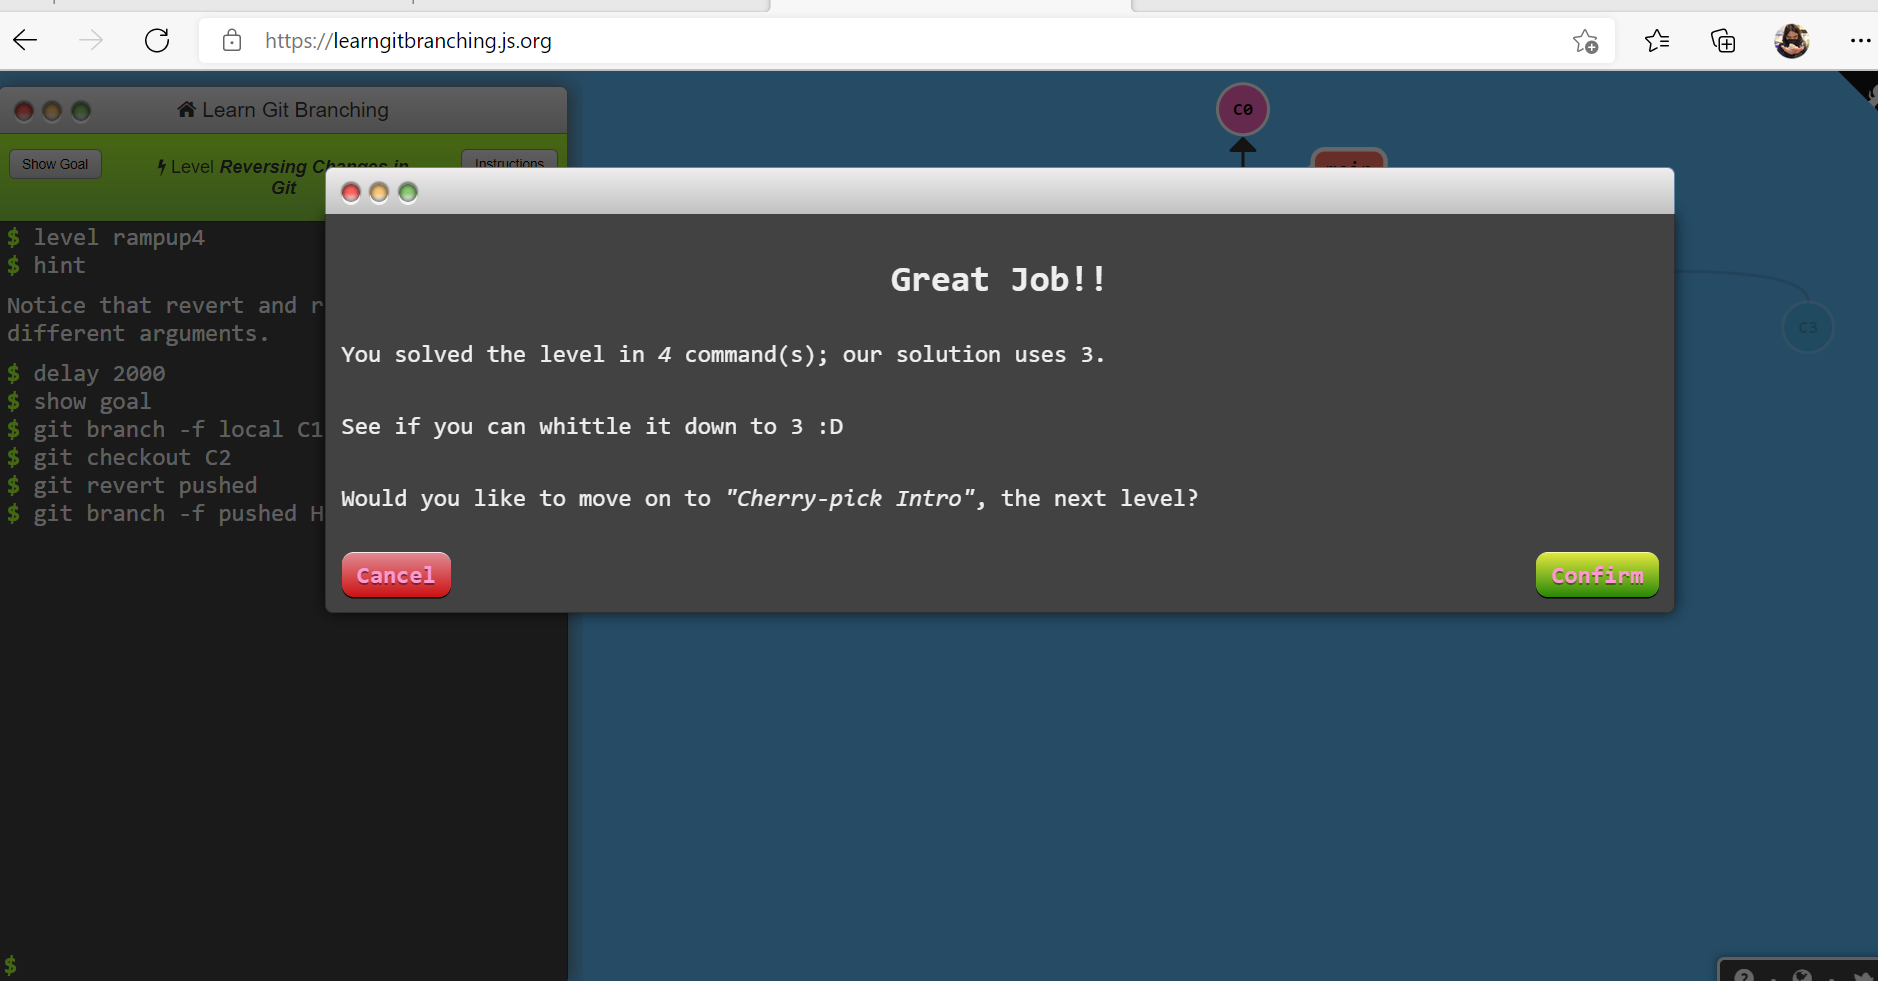 https://learngitbranching.js.org
Learn Git Branching
Show Goal
Level Reversing Changes in
Git
Instructions
C0
main
C3
$ level rampup4
$ hint
Notice that revert and r
different arguments.
$ delay 2000
$ show goal
$ git branch -f local C1
$ git checkout C2
$ git revert pushed
$ git branch -f pushed H
$
Great Job!!
You solved the level in 4 command(s); our solution uses 3.
See if you can whittle it down to 3 :D
Would you like to move on to "Cherry-pick Intro", the next level?
Cancel
Confirm